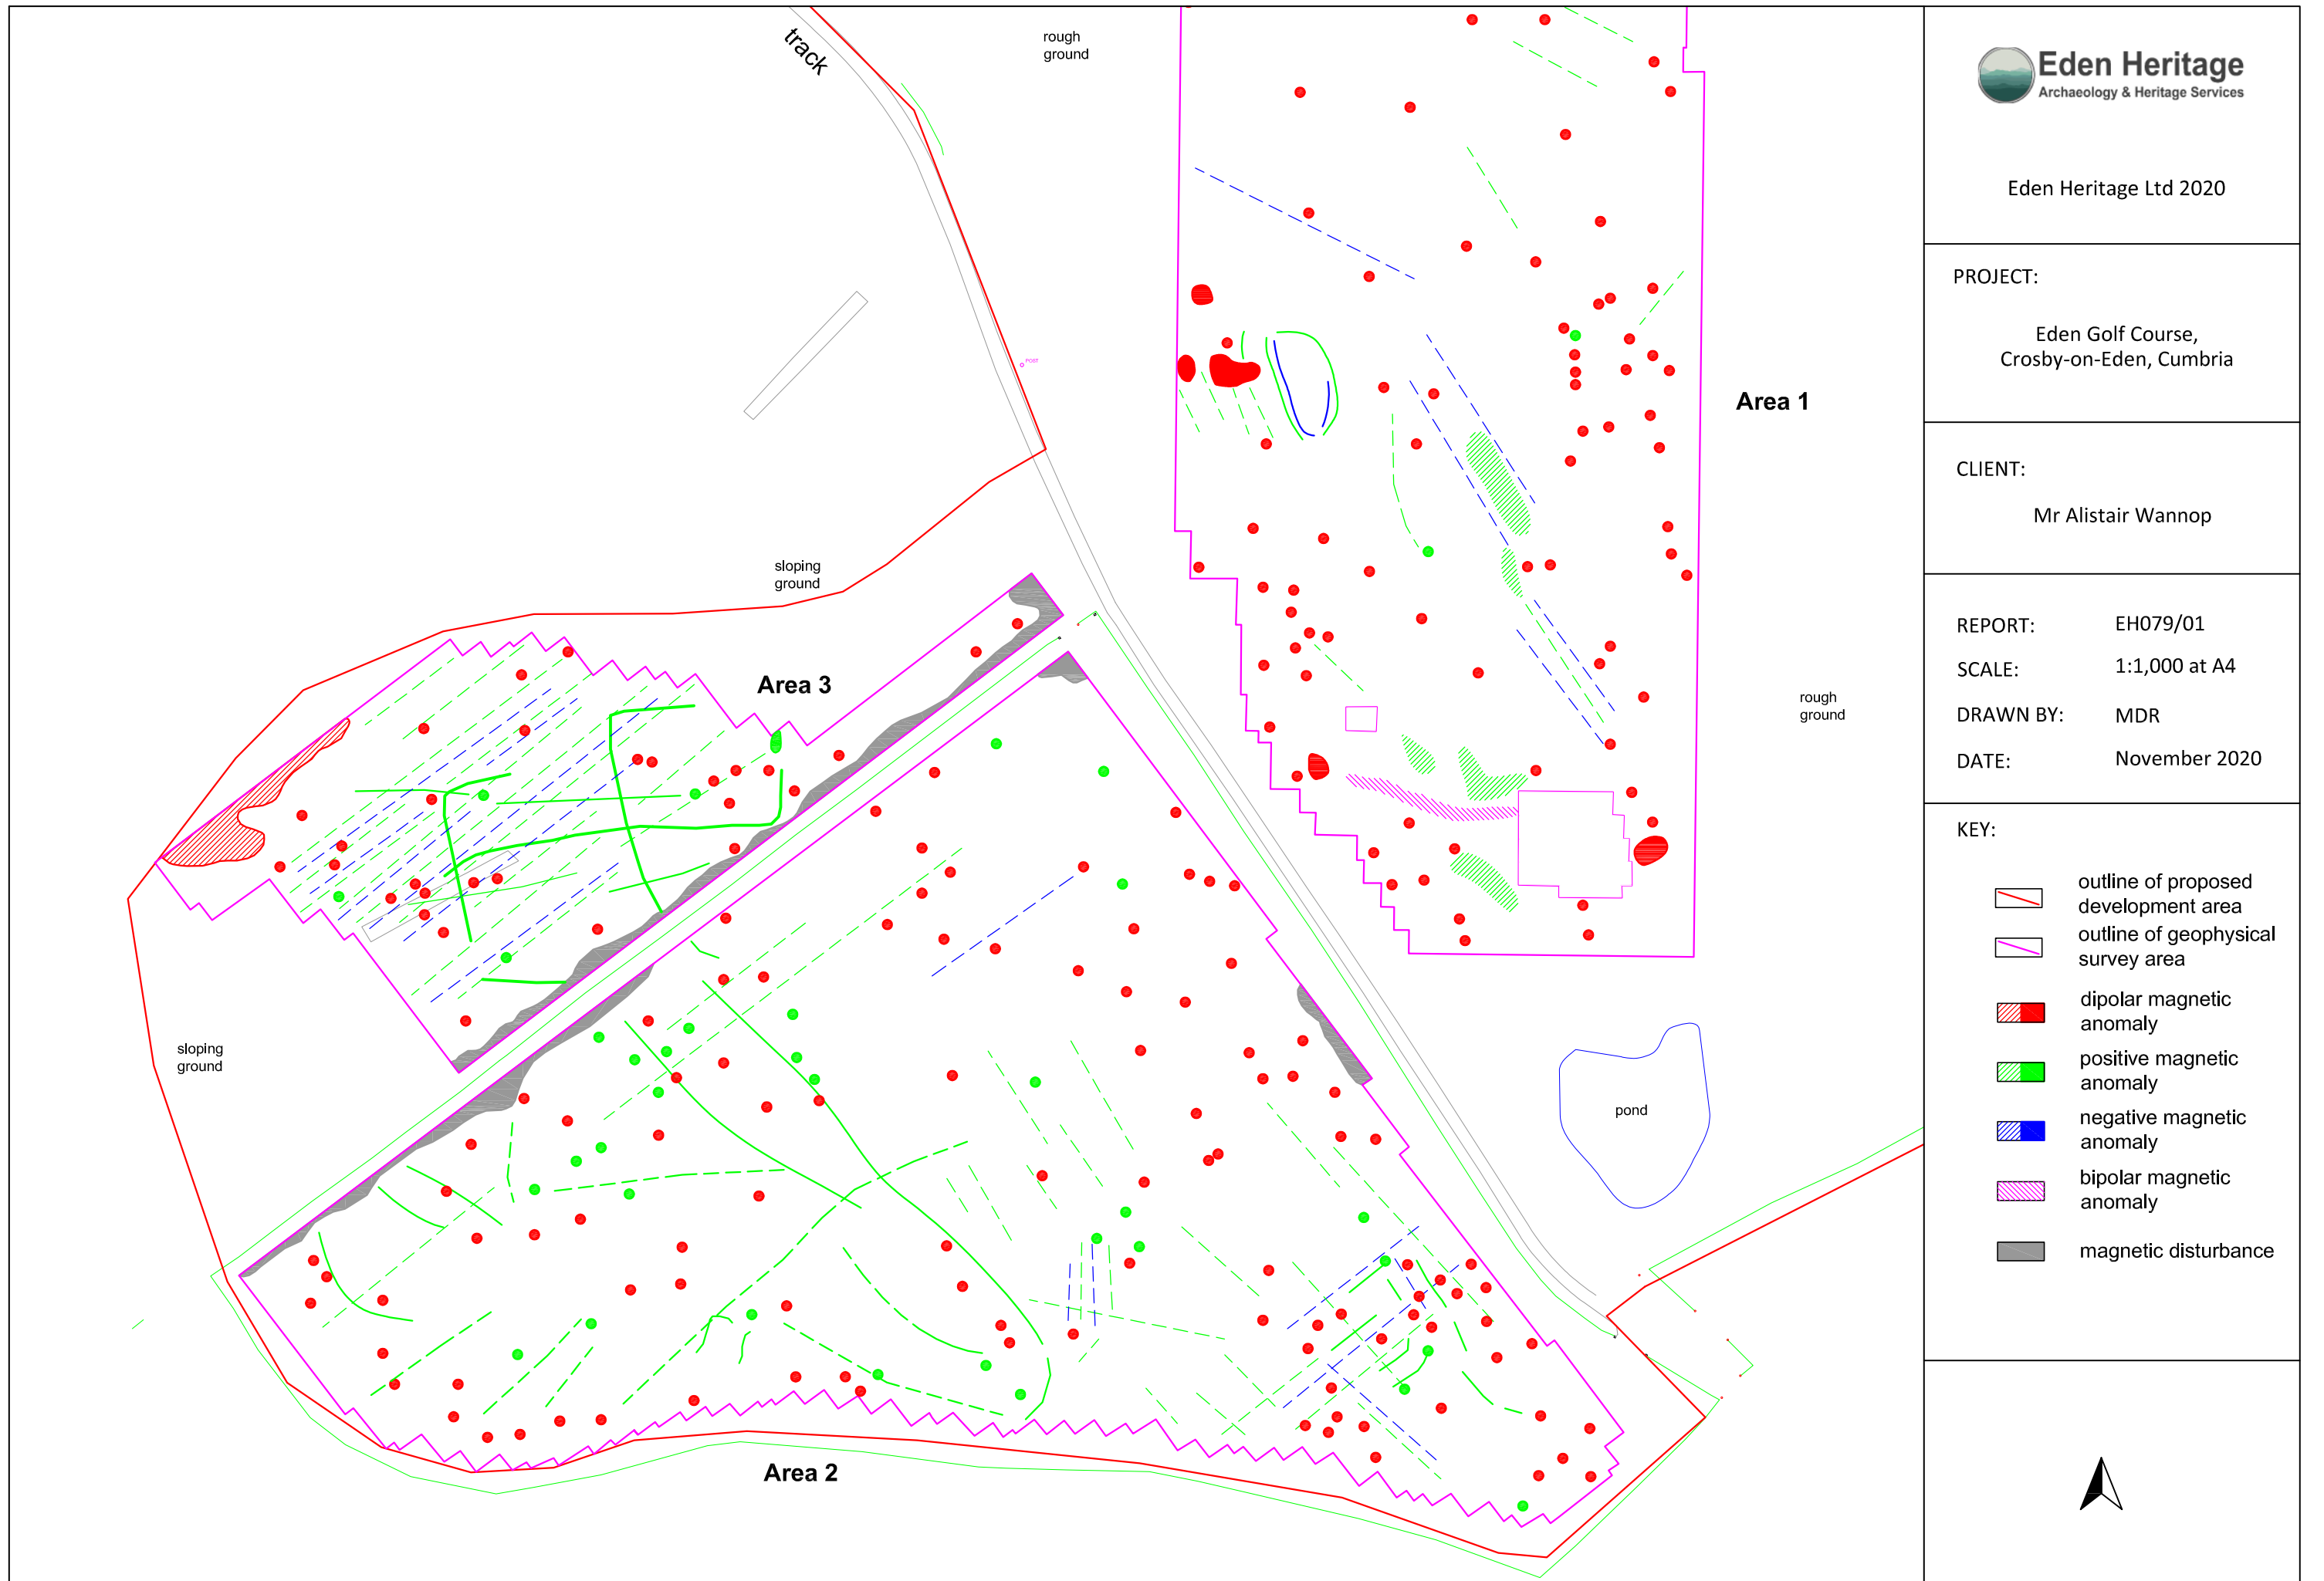 track
rough
ground
POST
Area 1
sloping
ground
Area 3
rough
ground
sloping
ground
pond
Area 2
Eden Heritage
Archaeology & Heritage Services
Eden Heritage Ltd 2020
PROJECT:
Eden Golf Course,
Crosby-on-Eden, Cumbria
CLIENT:
Mr Alistair Wannop
REPORT: EH079/01
SCALE: 1:1,000 at A4
DRAWN BY: MDR
DATE: November 2020
KEY:
outline of proposed
development area
outline of geophysical
survey area
dipolar magnetic
anomaly
positive magnetic
anomaly
negative magnetic
anomaly
bipolar magnetic
anomaly
magnetic disturbance